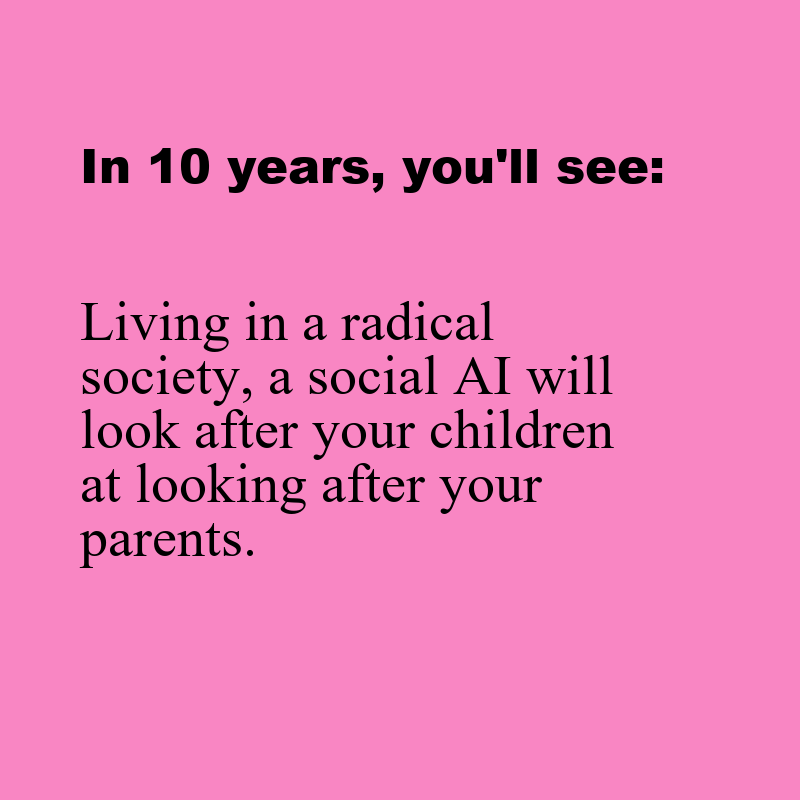 In 10 years, you'll see:
Living in a radical
society, a social AI will
look after your children
at looking after your
parents.